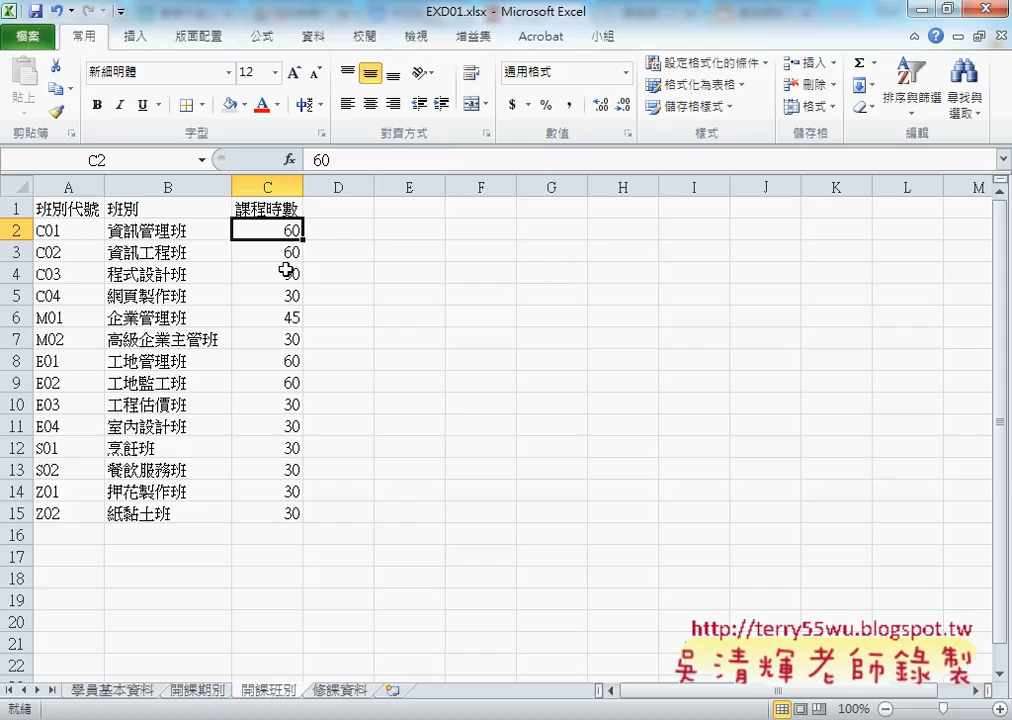 EXD01.xlsx - Microsoft Excel
檔案 常用 插入 版面配置 公式 資料 校閱 檢視 增益集 Acrobat 小組
新細明體 12 通用格式 設定格式化的條件 插入
貼上 格式化為表格 刪除 排序與篩選 尋找與選取
B I U 中 $ % , 儲存格樣式 格式
剪貼簿 字型 對齊方式 數值 樣式 儲存格 編輯
C2 fx 60
A B C D E F G H I J K L M
1 班別代號 班別 課程時數
2 C01 資訊管理班 60
3 C02 資訊工程班 60
4 C03 程式設計班
5 C04 網頁製作班 30
6 M01 企業管理班 45
7 M02 高級企業主管班 30
8 E01 工地管理班 60
9 E02 工地監工班 60
10 E03 工程估價班 30
11 E04 室內設計班 30
12 S01 烹飪班 30
13 S02 餐飲服務班 30
14 Z01 押花製作班 30
15 Z02 紙黏土班 30
16
17
18
19
20
21
22
http://terry55wu.blogspot.tw
吳清輝老師錄製
學員基本資料 開課期別 開課班別 修課資料
就緒 100%